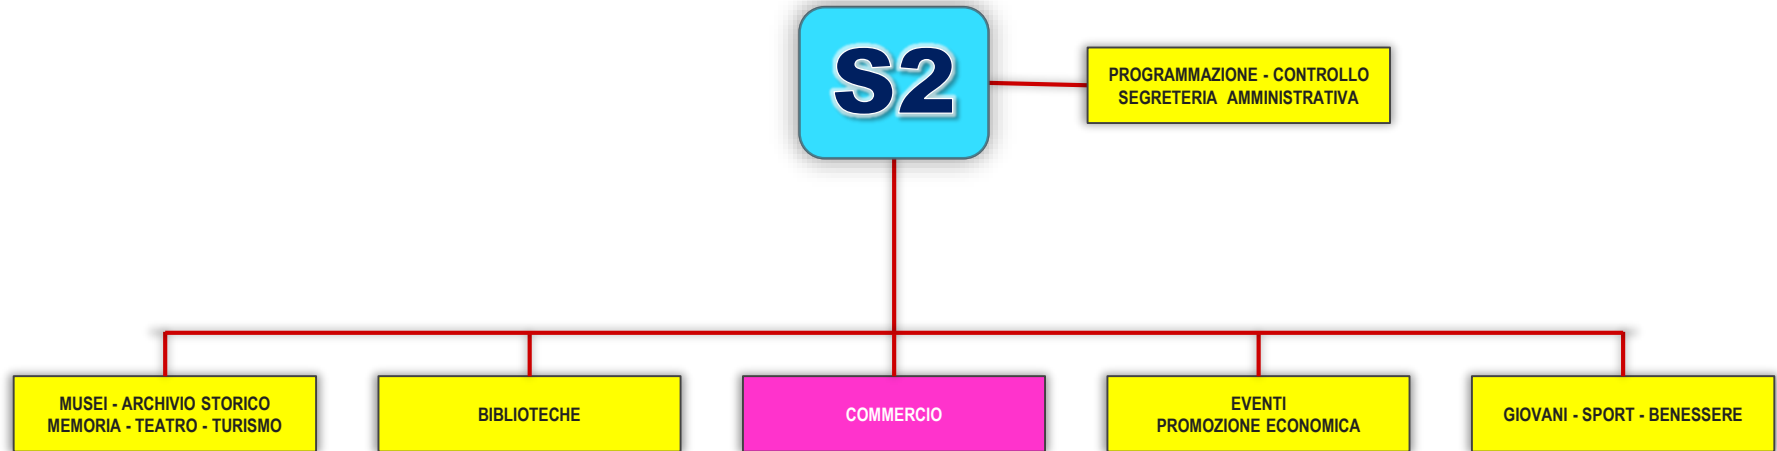 S2
PROGRAMMAZIONE - CONTROLLO
SEGRETERIA AMMINISTRATIVA
MUSEI - ARCHIVIO STORICO
MEMORIA - TEATRO - TURISMO
BIBLIOTECHE
COMMERCIO
EVENTI
PROMOZIONE ECONOMICA
GIOVANI - SPORT - BENESSERE